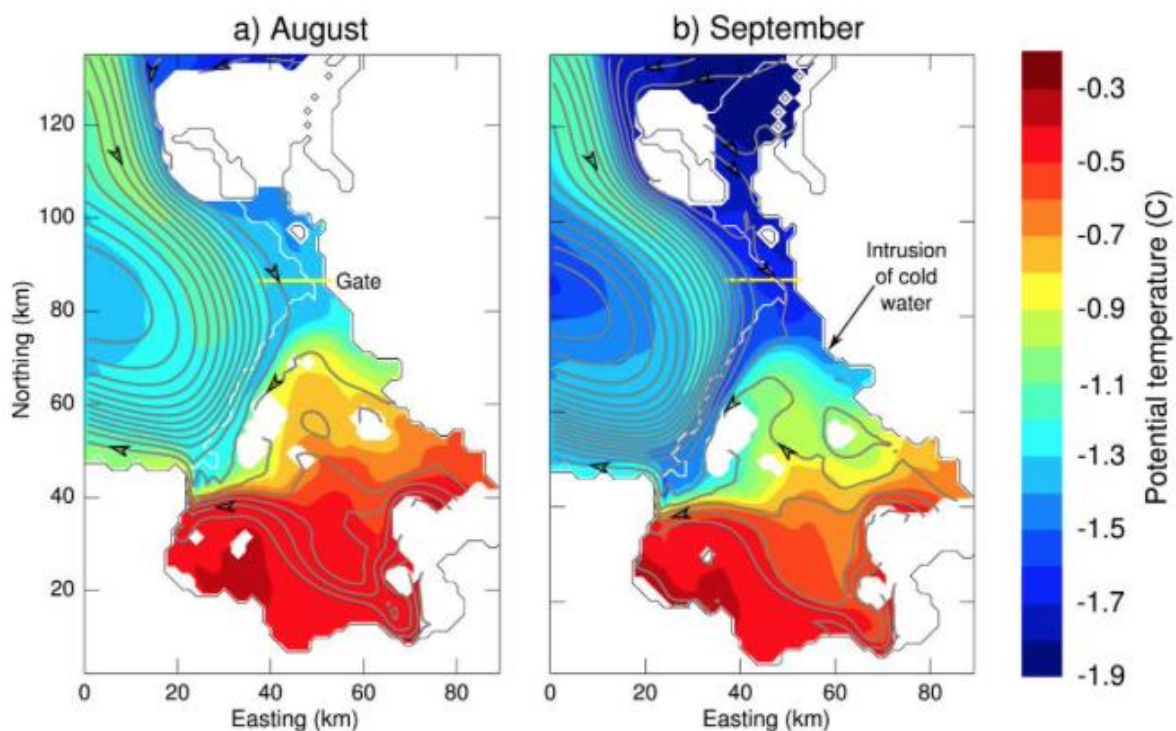 a) August
b) September
Northing (km)
120
100
80
60
40
20
Gate
Intrusion
of cold
water
0
20
40
60
80
Easting (km)
0
20
40
60
80
Easting (km)
-0.3
-0.5
-0.7
-0.9
-1.1
-1.3
-1.5
-1.7
-1.9
Potential temperature (C)